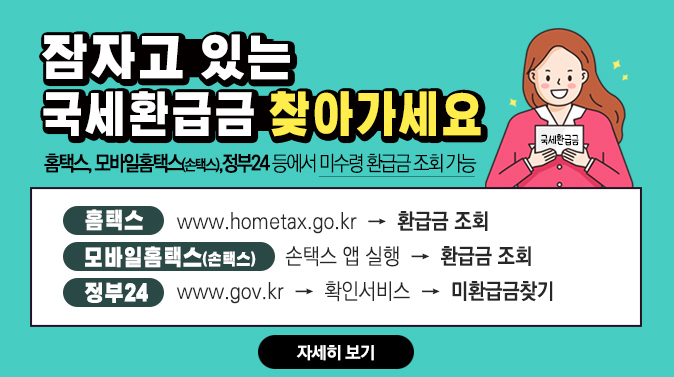 잠자고 있는
국세환급금 찾아가세요
국세환급금
홈택스, 모바일홈택스(손택스),정부24 등에서 미수령 환급금 조회 가능
홈택스 www.hometax.go.kr → 환급금 조회
모바일홈택스(손택스) 손택스 앱 실행 → 환급금 조회
정부24 www.gov.kr → 확인서비스 → 미환급금찾기
자세히 보기